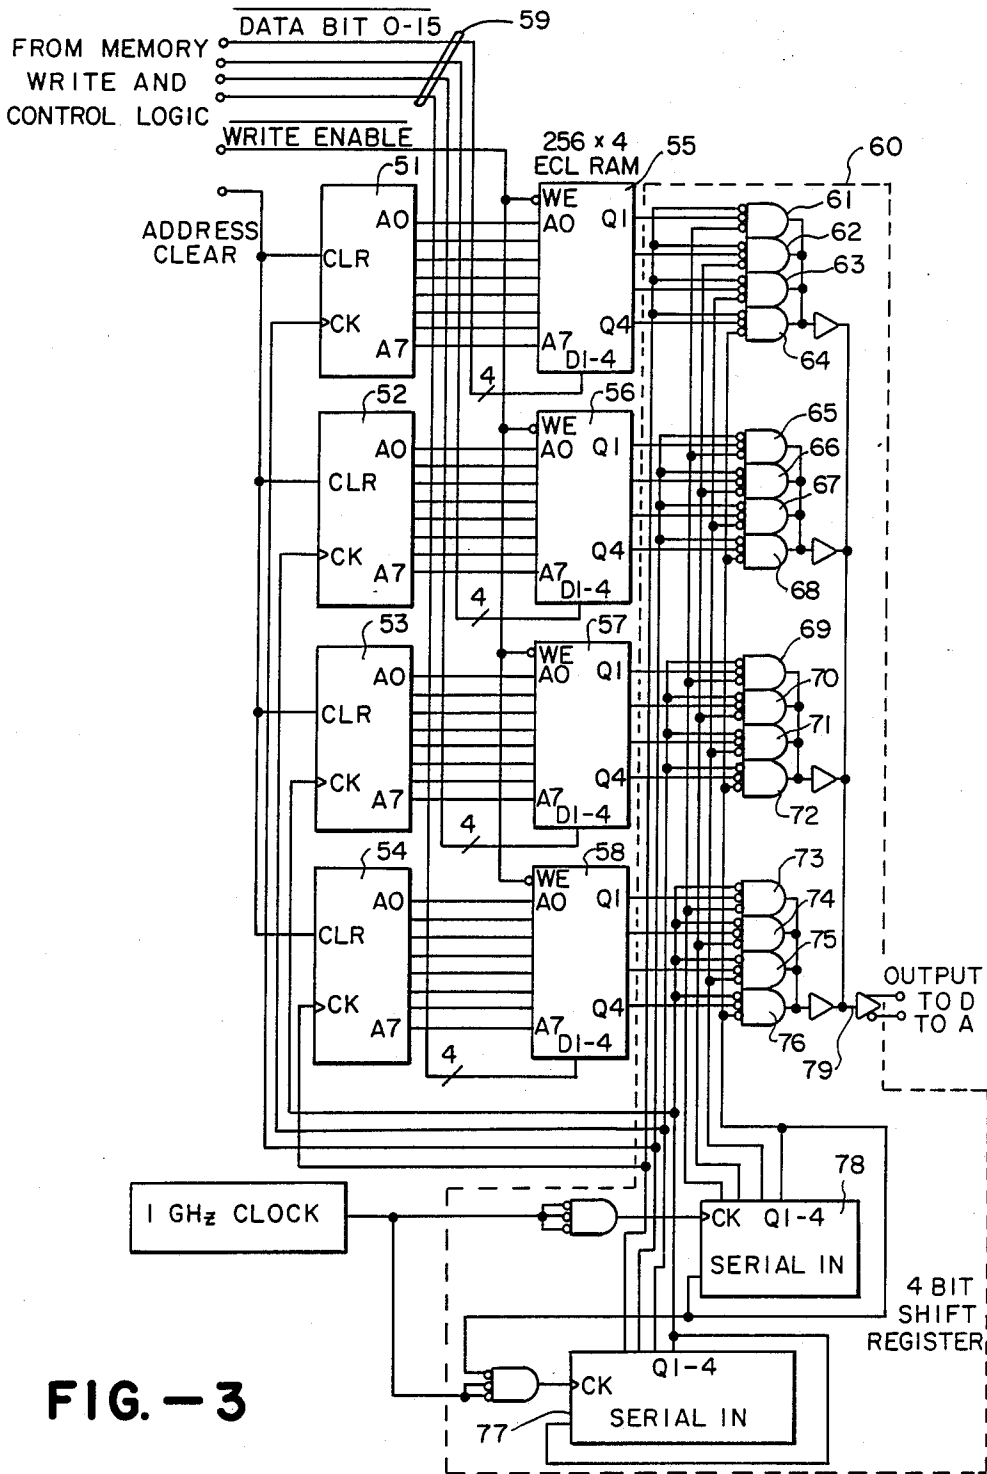 DATA BIT 0-15
59
FROM MEMORY
WRITE AND
CONTROL LOGIC
WRITE ENABLE
256 x 4
ECL RAM
55
60
51
ADDRESS
CLEAR
A0
CLR
CK
A7
WE
A0
Q1
Q4
A7
D1-4
4
61
62
63
64
52
A0
CLR
CK
A7
56
WE
A0
Q1
Q4
A7
D1-4
4
65
66
67
68
53
A0
CLR
CK
A7
57
WE
A0
Q1
Q4
A7
D1-4
4
69
70
71
72
54
A0
CLR
CK
A7
58
WE
A0
Q1
Q4
A7
D1-4
4
73
74
75
76
OUTPUT
TO D
TO A
79
1 GHz CLOCK
78
CK Q1-4
SERIAL IN
4 BIT
SHIFT
REGISTER
Q1-4
CK
SERIAL IN
77
FIG.-3